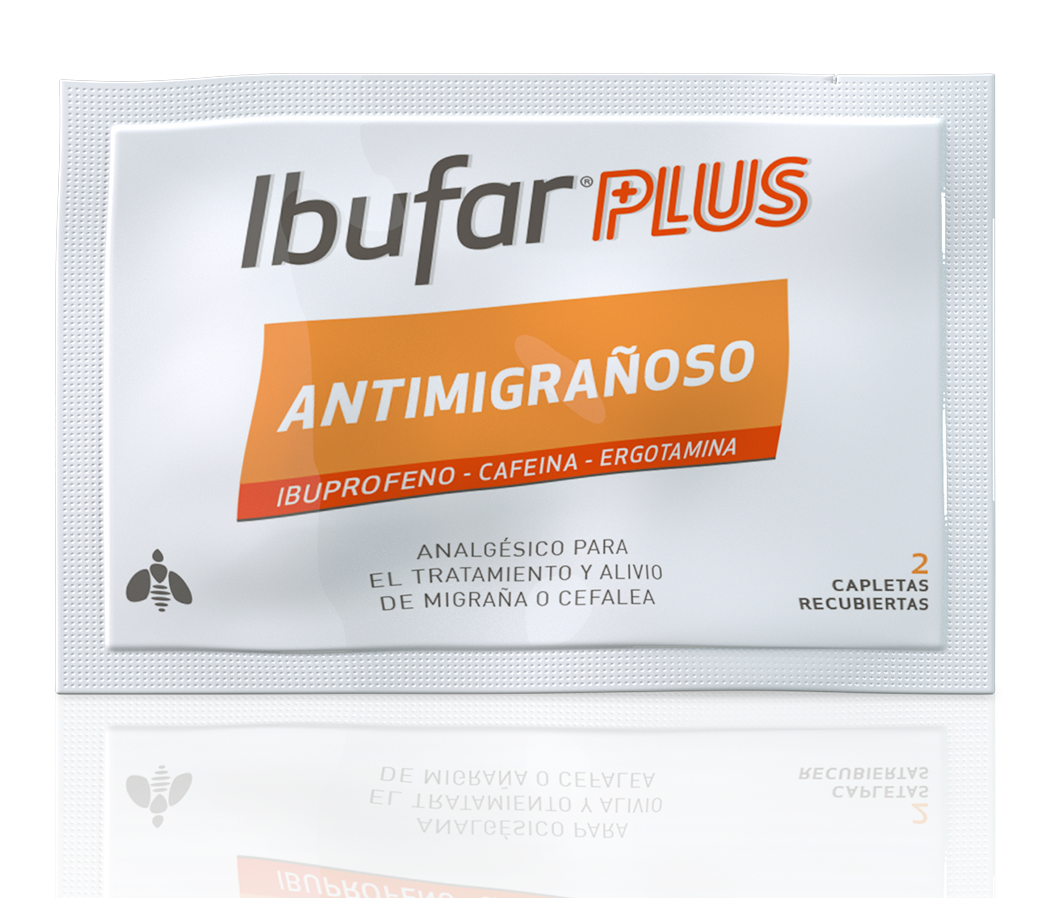 Ibufar® PLUS
ANTIMIGRAÑOSO
IBUPROFENO - CAFEINA - ERGOTAMINA
ANALGÉSICO PARA
EL TRATAMIENTO Y ALIVIO
DE MIGRAÑA O CEFALEA
2
CAPLETAS
RECUBIERTAS